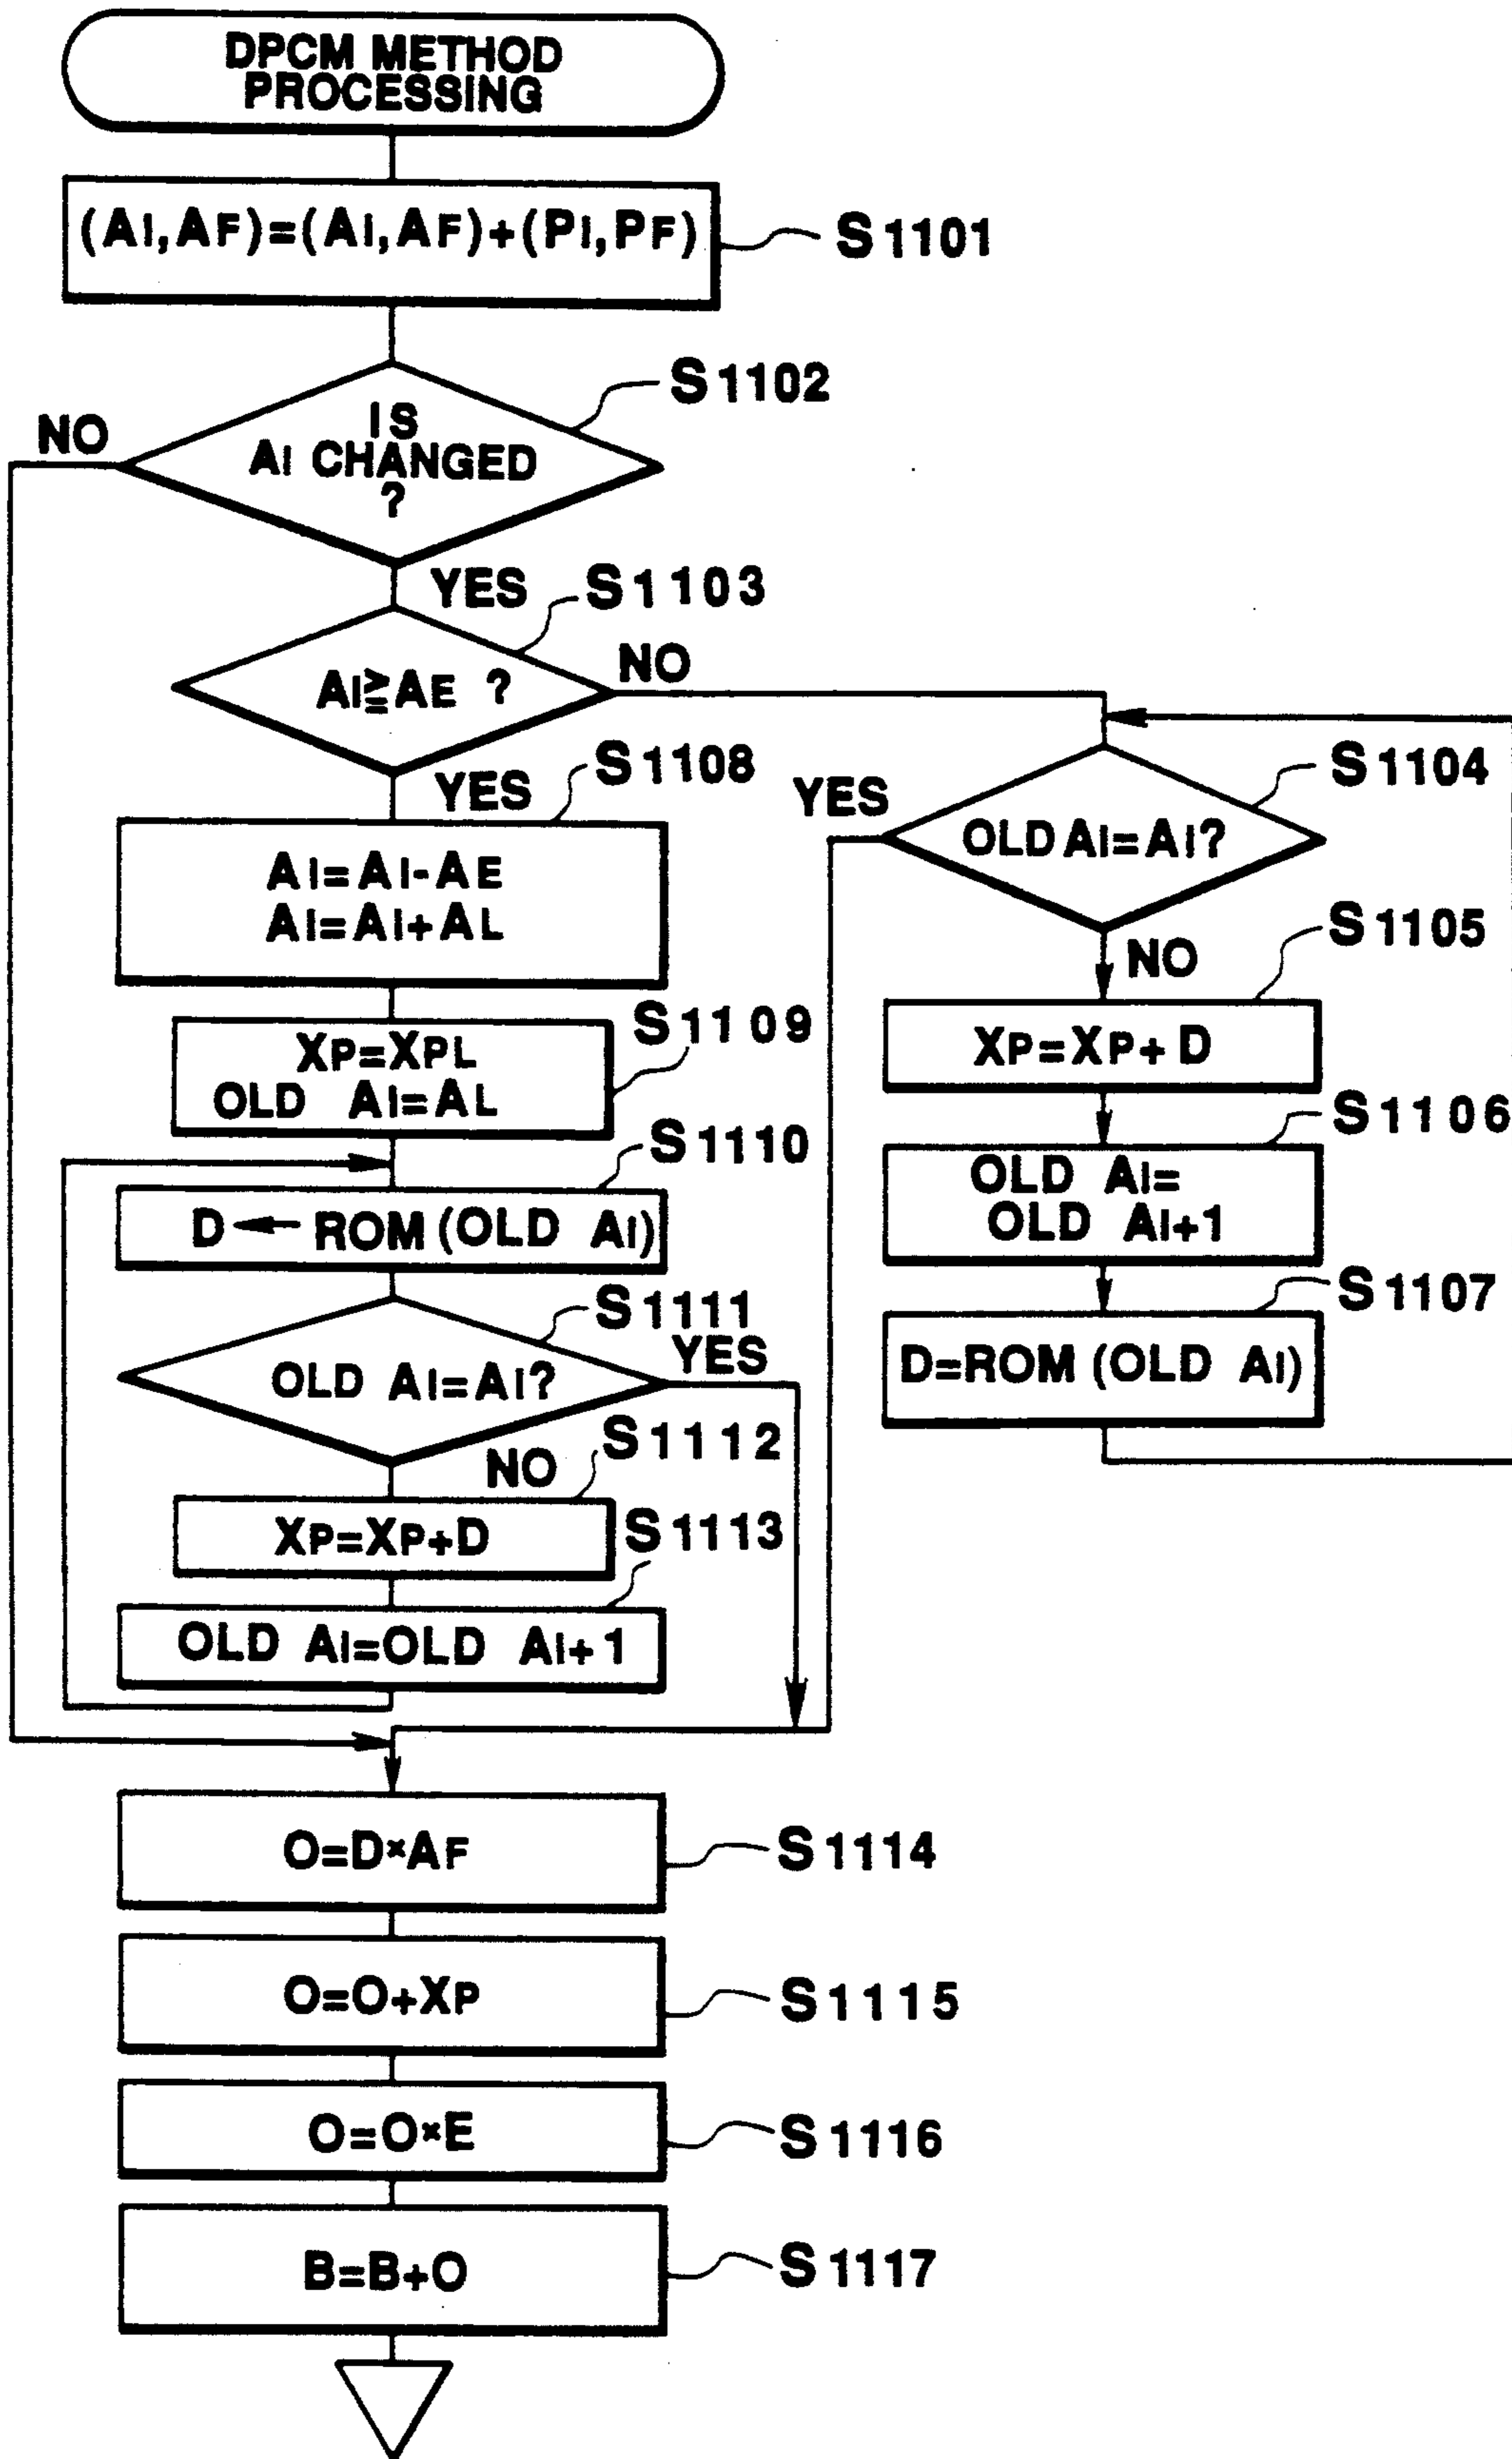 DPCM METHOD
PROCESSING
(AI,AF)=(AI,AF)+(PI,PF)
S1101
S1102
NO
IS
AI CHANGED
?
YES
S1103
AI≧AE ?
NO
S1108
YES
AI=AI-AE
AI=AI+AL
S1109
XP=XPL
OLD AI=AL
S1110
D←ROM(OLD AI)
S1111
YES
OLD AI=AI?
S1112
NO
XP=XP+D
S1113
OLD AI=OLD AI+1
S1104
YES
OLD AI=AI?
S1105
NO
XP=XP+D
S1106
OLD AI=
OLD AI+1
S1107
D=ROM(OLD AI)
O=D×AF
S1114
O=O+XP
S1115
O=O×E
S1116
B=B+O
S1117